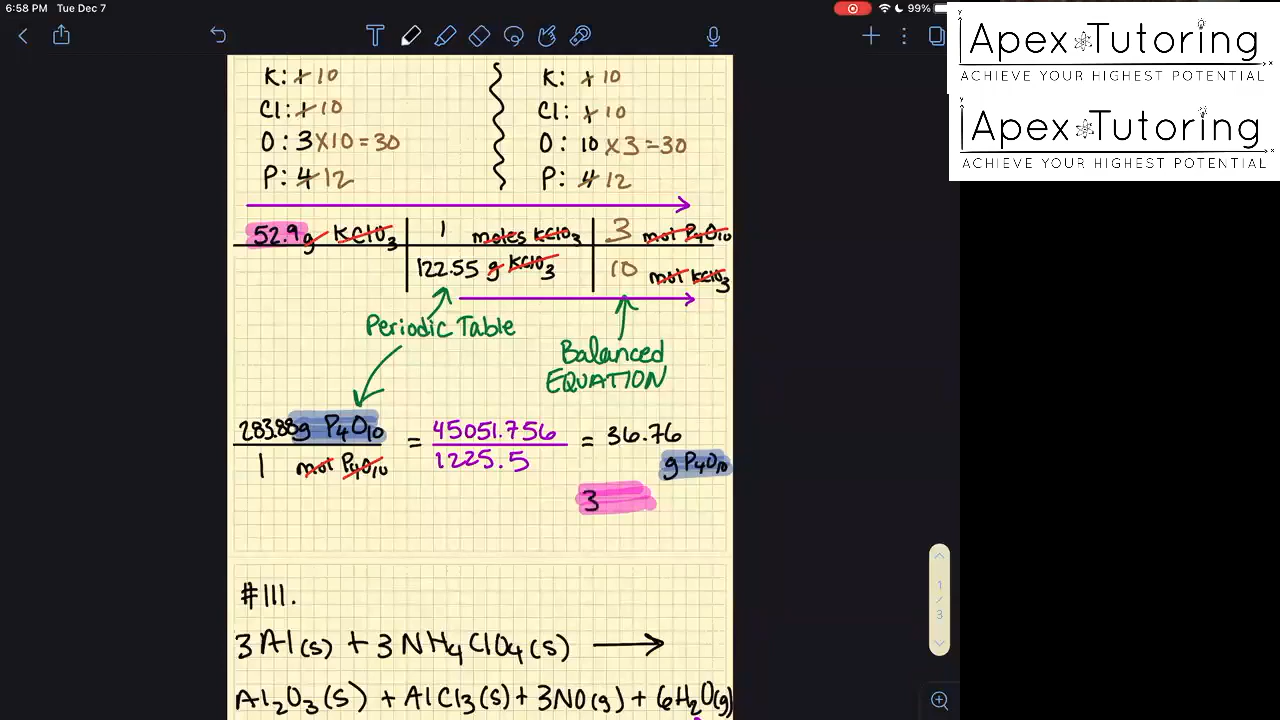 6:58 PM Tue Dec 7
99%
Apex Tutoring
ACHIEVE YOUR HIGHEST POTENTIAL
Apex Tutoring
ACHIEVE YOUR HIGHEST POTENTIAL
K: 1 10 K: 1 10
Cl: 1 10 Cl: 1 10
O: 3 x10 = 30 O: 10 x3 = 30
P: 4 12 P: 4 12
52.9g KClO3 1 moles KClO3 3 mol P4O10
122.55 g KClO3 10 mol KClO3
Periodic Table
Balanced
EQUATION
283.88g P4O10 = 45051.756 = 36.76
1 mol P4O10 1225.5 g P4O10
3
#111.
3Al(s) + 3NH4ClO4(s) →
Al2O3(s) + AlCl3(s) + 3NO(g) + 6H2O(g)
1
/
3